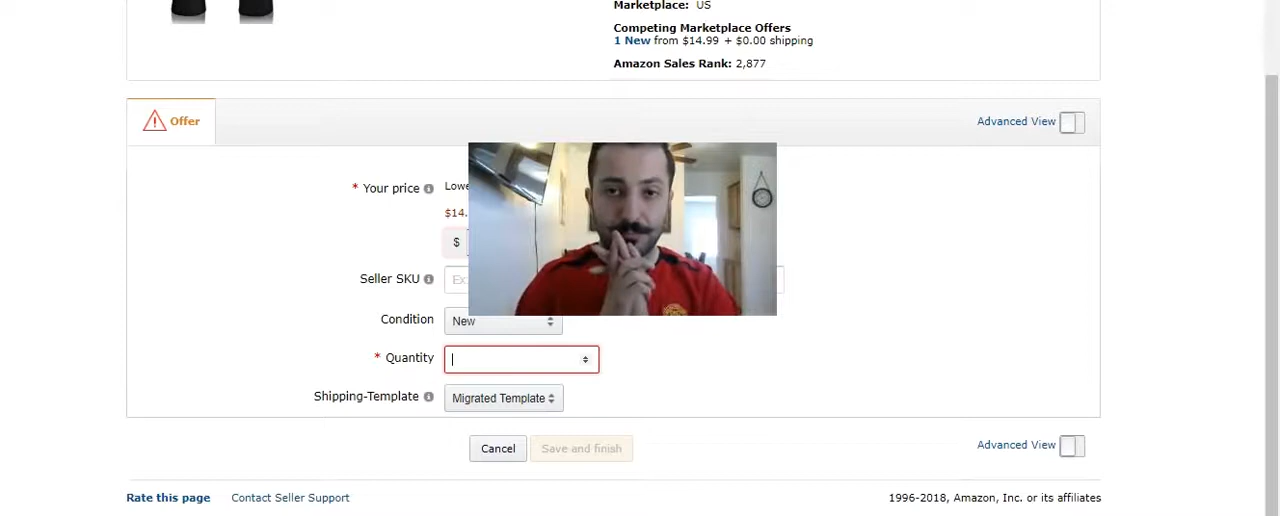 Marketplace: US
Competing Marketplace Offers
1 New from $14.99 + $0.00 shipping
Amazon Sales Rank: 2,877
Offer
Advanced View
* Your price
Lowe
$14.
$
Seller SKU
Ex
Condition
New
* Quantity
Shipping-Template
Migrated Template
Cancel
Save and finish
Advanced View
Rate this page
Contact Seller Support
1996-2018, Amazon, Inc. or its affiliates